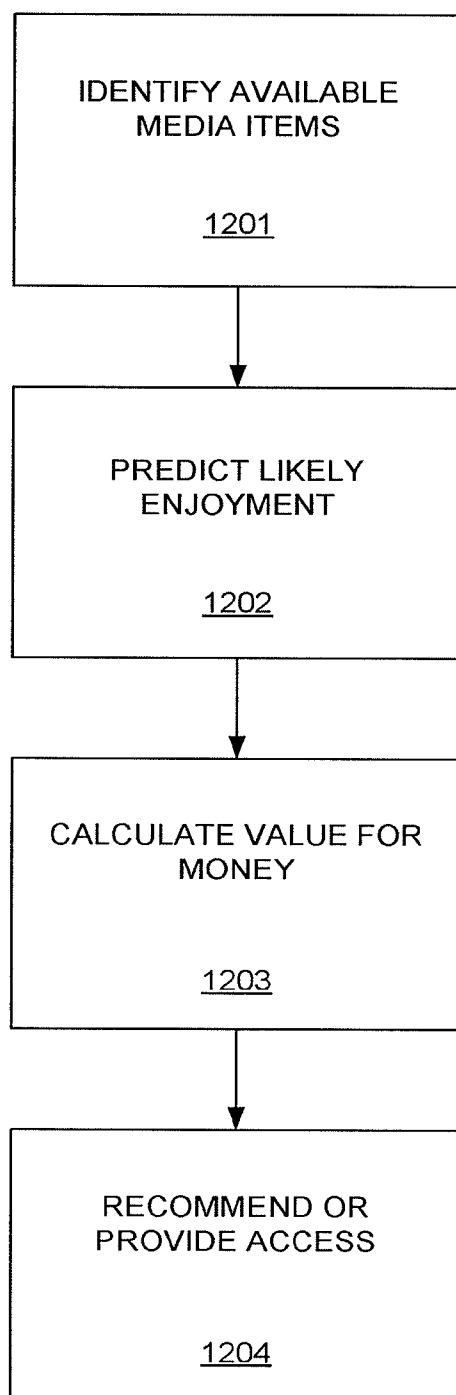 IDENTIFY AVAILABLE
MEDIA ITEMS
1201
PREDICT LIKELY
ENJOYMENT
1202
CALCULATE VALUE FOR
MONEY
1203
RECOMMEND OR
PROVIDE ACCESS
1204